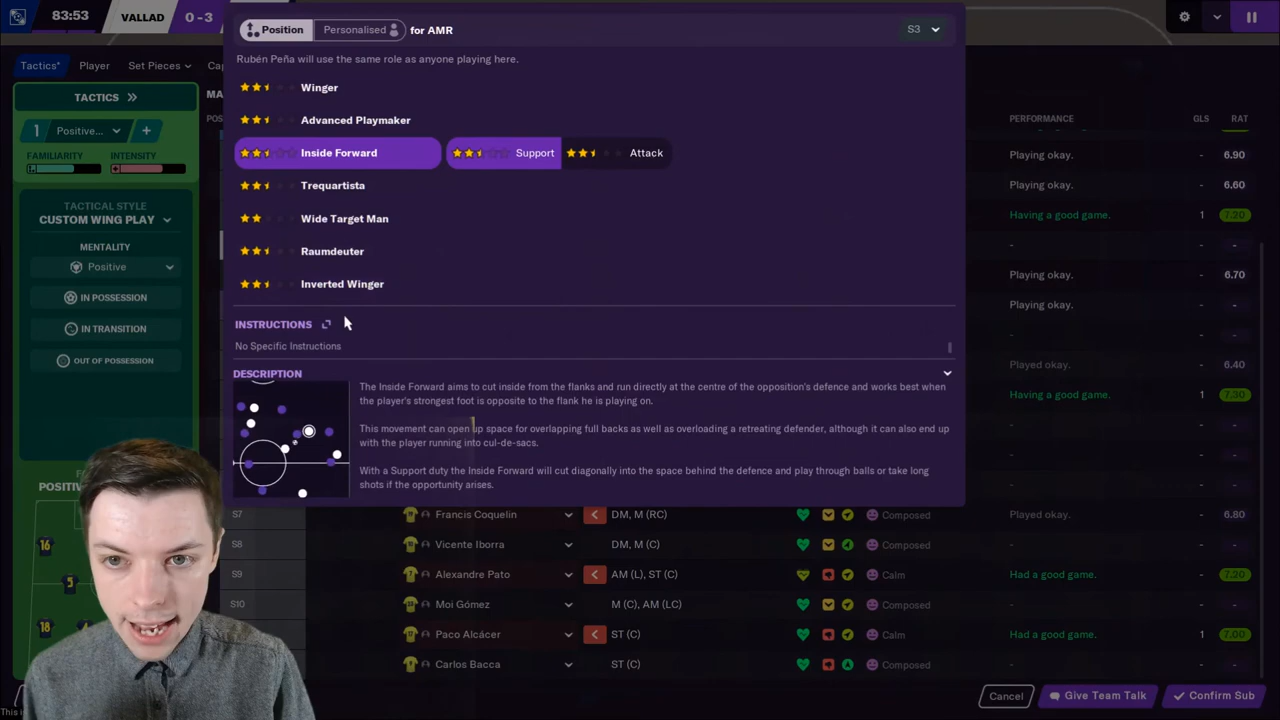 83:53 VALLAD 0 - 3
Position Personalised for AMR S3
Rubén Peña will use the same role as anyone playing here.
Tactics* Player Set Pieces
TACTICS
1 Positive...
FAMILIARITY INTENSITY
TACTICAL STYLE
CUSTOM WING PLAY
MENTALITY
Positive
IN POSSESSION
IN TRANSITION
OUT OF POSSESSION
Winger
Advanced Playmaker
Inside Forward Support Attack
Trequartista
Wide Target Man
Raumdeuter
Inverted Winger
INSTRUCTIONS
No Specific Instructions
DESCRIPTION
The Inside Forward aims to cut inside from the flanks and run directly at the centre of the opposition's defence and works best when
the player's strongest foot is opposite to the flank he is playing on.
This movement can open up space for overlapping full backs as well as overloading a retreating defender, although it can also end up
with the player running into cul-de-sacs.
With a Support duty the Inside Forward will cut diagonally into the space behind the defence and play through balls or take long
shots if the opportunity arises.
PERFORMANCE GLS RAT
Playing okay. - 6.90
Playing okay. - 6.60
Having a good game. 1 7.20
- -
Playing okay. - 6.70
Playing okay. - -
- -
Played okay. - 6.40
Having a good game. 1 7.30
- -
- -
- -
S7 Francis Coquelin DM, M (RC) Composed Played okay. - 6.80
S8 Vicente Iborra DM, M (C) Composed - -
S9 Alexandre Pato AM (L), ST (C) Calm Had a good game. - 7.20
S10 Moi Gómez M (C), AM (LC) Composed - -
Paco Alcácer ST (C) Calm Had a good game. 1 7.00
Carlos Bacca ST (C) Composed - -
16
5
18
Cancel Give Team Talk Confirm Sub